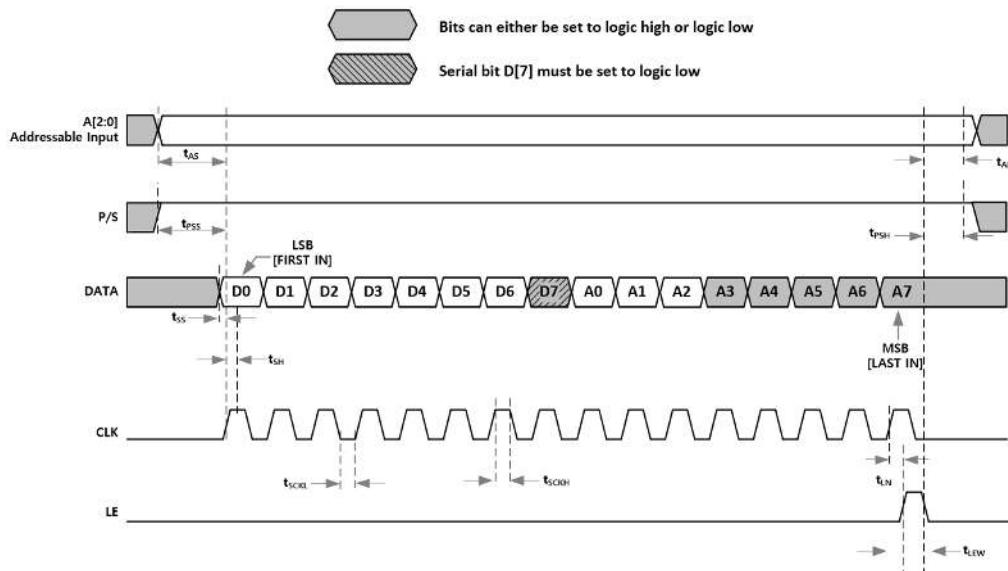 Bits can either be set to logic high or logic low
Serial bit D[7] must be set to logic low
A[2:0]
Addressable Input
tAS
P/S
tPSS
tPSH
LSB
[FIRST IN]
DATA
D0 D1 D2 D3 D4 D5 D6 D7 A0 A1 A2 A3 A4 A5 A6 A7
tSS
tSH
MSB
[LAST IN]
CLK
tSCKL
tSCKH
tLN
LE
tLEW